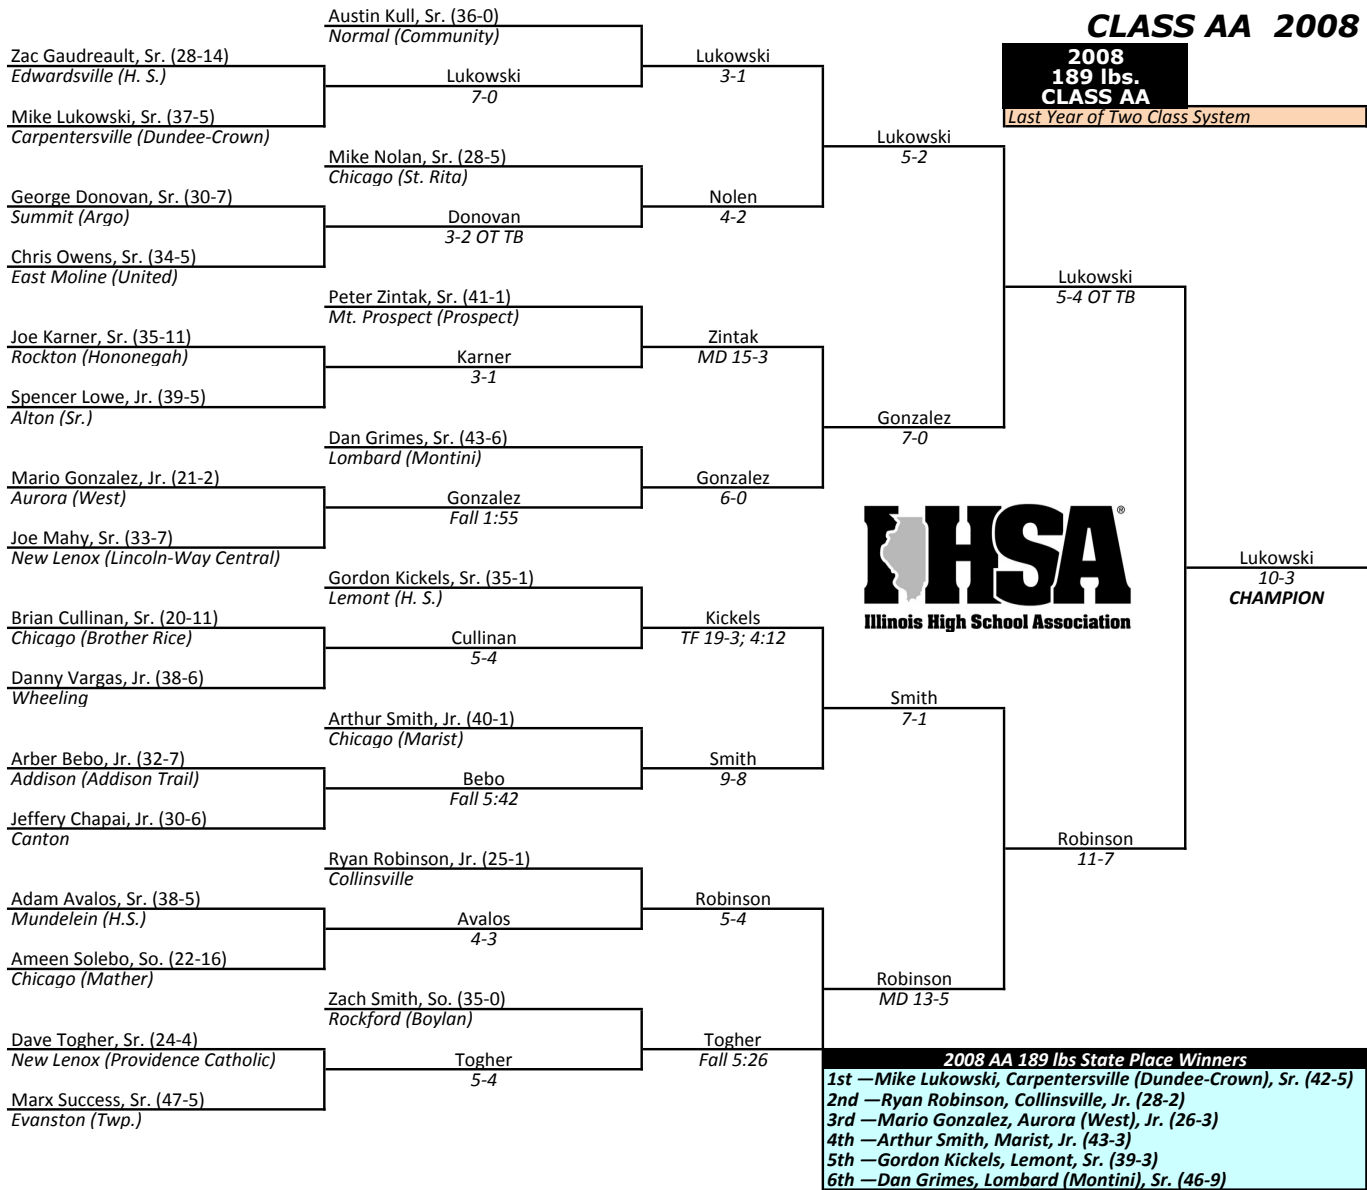 CLASS AA 2008
2008
189 lbs.
CLASS AA
Last Year of Two Class System
Austin Kull, Sr. (36-0)
Normal (Community)
Zac Gaudreault, Sr. (28-14)
Edwardsville (H. S.)
Mike Lukowski, Sr. (37-5)
Carpentersville (Dundee-Crown)
Mike Nolan, Sr. (28-5)
Chicago (St. Rita)
George Donovan, Sr. (30-7)
Summit (Argo)
Chris Owens, Sr. (34-5)
East Moline (United)
Peter Zintak, Sr. (41-1)
Mt. Prospect (Prospect)
Joe Karner, Sr. (35-11)
Rockton (Hononegah)
Spencer Lowe, Jr. (39-5)
Alton (Sr.)
Dan Grimes, Sr. (43-6)
Lombard (Montini)
Mario Gonzalez, Jr. (21-2)
Aurora (West)
Joe Mahy, Sr. (33-7)
New Lenox (Lincoln-Way Central)
Gordon Kickels, Sr. (35-1)
Lemont (H. S.)
Brian Cullinan, Sr. (20-11)
Chicago (Brother Rice)
Danny Vargas, Jr. (38-6)
Wheeling
Arthur Smith, Jr. (40-1)
Chicago (Marist)
Arber Bebo, Jr. (32-7)
Addison (Addison Trail)
Jeffery Chapai, Jr. (30-6)
Canton
Ryan Robinson, Jr. (25-1)
Collinsville
Adam Avalos, Sr. (38-5)
Mundelein (H.S.)
Ameen Solebo, So. (22-16)
Chicago (Mather)
Zach Smith, So. (35-0)
Rockford (Boylan)
Dave Togher, Sr. (24-4)
New Lenox (Providence Catholic)
Marx Success, Sr. (47-5)
Evanston (Twp.)
Lukowski
7-0
Donovan
3-2 OT TB
Karner
3-1
Gonzalez
Fall 1:55
Cullinan
5-4
Bebo
Fall 5:42
Avalos
4-3
Togher
5-4
Lukowski
3-1
Nolen
4-2
Zintak
MD 15-3
Gonzalez
6-0
Kickels
TF 19-3; 4:12
Smith
9-8
Robinson
5-4
Togher
Fall 5:26
Lukowski
5-2
Gonzalez
7-0
Smith
7-1
Robinson
MD 13-5
Lukowski
5-4 OT TB
Robinson
11-7
Lukowski
10-3
CHAMPION
IHSA®
Illinois High School Association
2008 AA 189 lbs State Place Winners
1st —Mike Lukowski, Carpentersville (Dundee-Crown), Sr. (42-5)
2nd —Ryan Robinson, Collinsville, Jr. (28-2)
3rd —Mario Gonzalez, Aurora (West), Jr. (26-3)
4th —Arthur Smith, Marist, Jr. (43-3)
5th —Gordon Kickels, Lemont, Sr. (39-3)
6th —Dan Grimes, Lombard (Montini), Sr. (46-9)